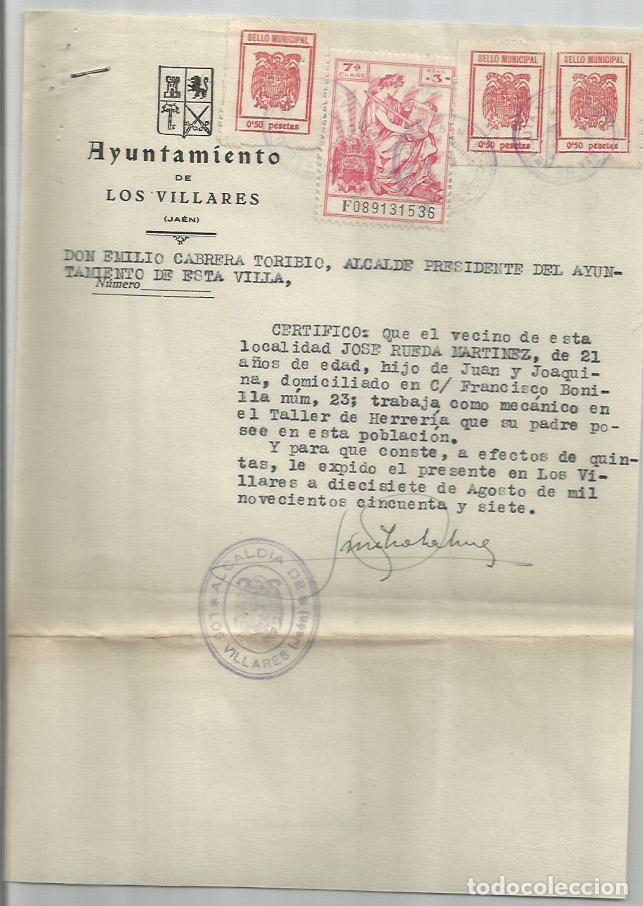 SELLO MUNICIPAL
0'50 pesetas
7ª CLASE
Ptas 3
F089131536
SELLO MUNICIPAL
0'50 pesetas
SELLO MUNICIPAL
0'50 pesetas
Ayuntamiento
DE
LOS VILLARES
(JAÉN)
DON EMILIO CABRERA TORIBIO, ALCALDE PRESIDENTE DEL AYUN-
TAMIENTO DE ESTA VILLA,
Número
CERTIFICO: Que el vecino de esta
localidad JOSE RUEDA MARTINEZ, de 21
años de edad, hijo de Juan y Joaqui-
na, domiciliado en C/ Francisco Boni-
lla núm, 23; trabaja como mecánico en
el Taller de Herrería que su padre po-
see en esta población.
Y para que conste, a efectos de quin-
tas, le expido el presente en Los Vi-
llares a diecisiete de Agosto de mil
novecientos cincuenta y siete.
ALCALDIA DE
LOS VILLARES (Jaén)
todocoleccion